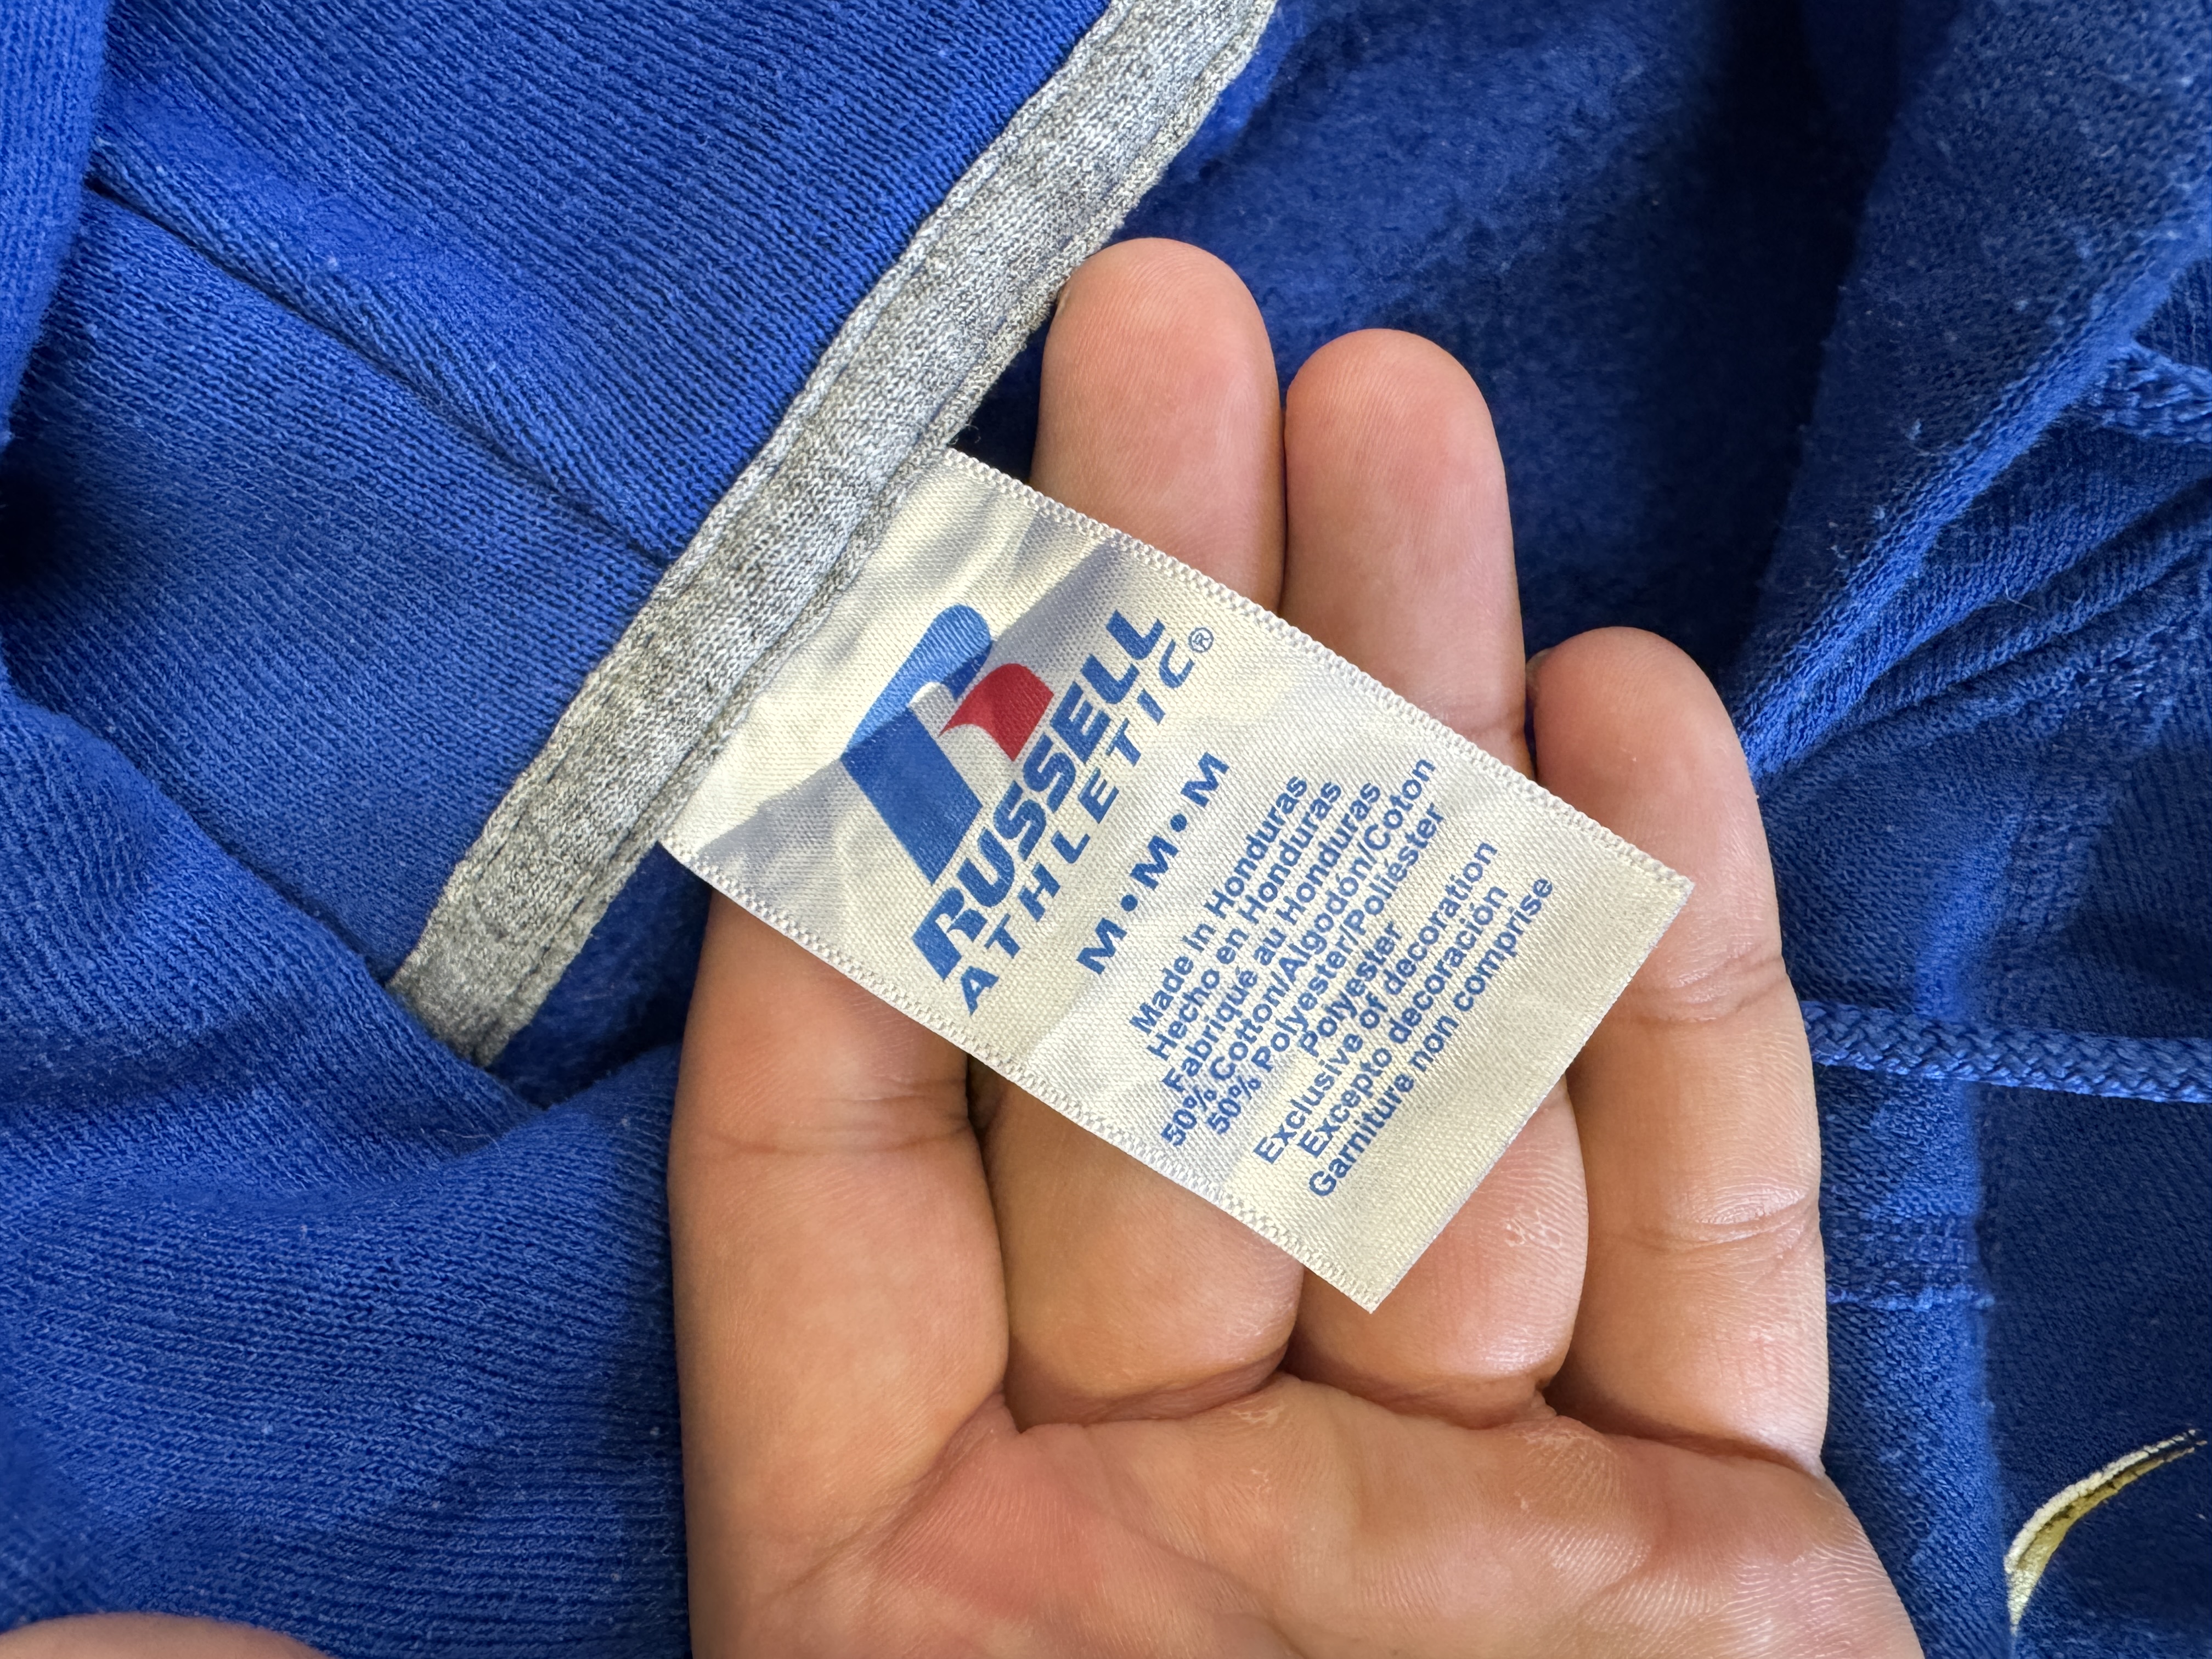 RUSSELL
ATHLETIC®
M•M•M
Made in Honduras
Hecho en Honduras
Fabriqué au Honduras
50% Cotton/Algodón/Coton
50% Polyester/Poliéster
Polyester
Exclusive of decoration
Excepto decoración
Garniture non comprise